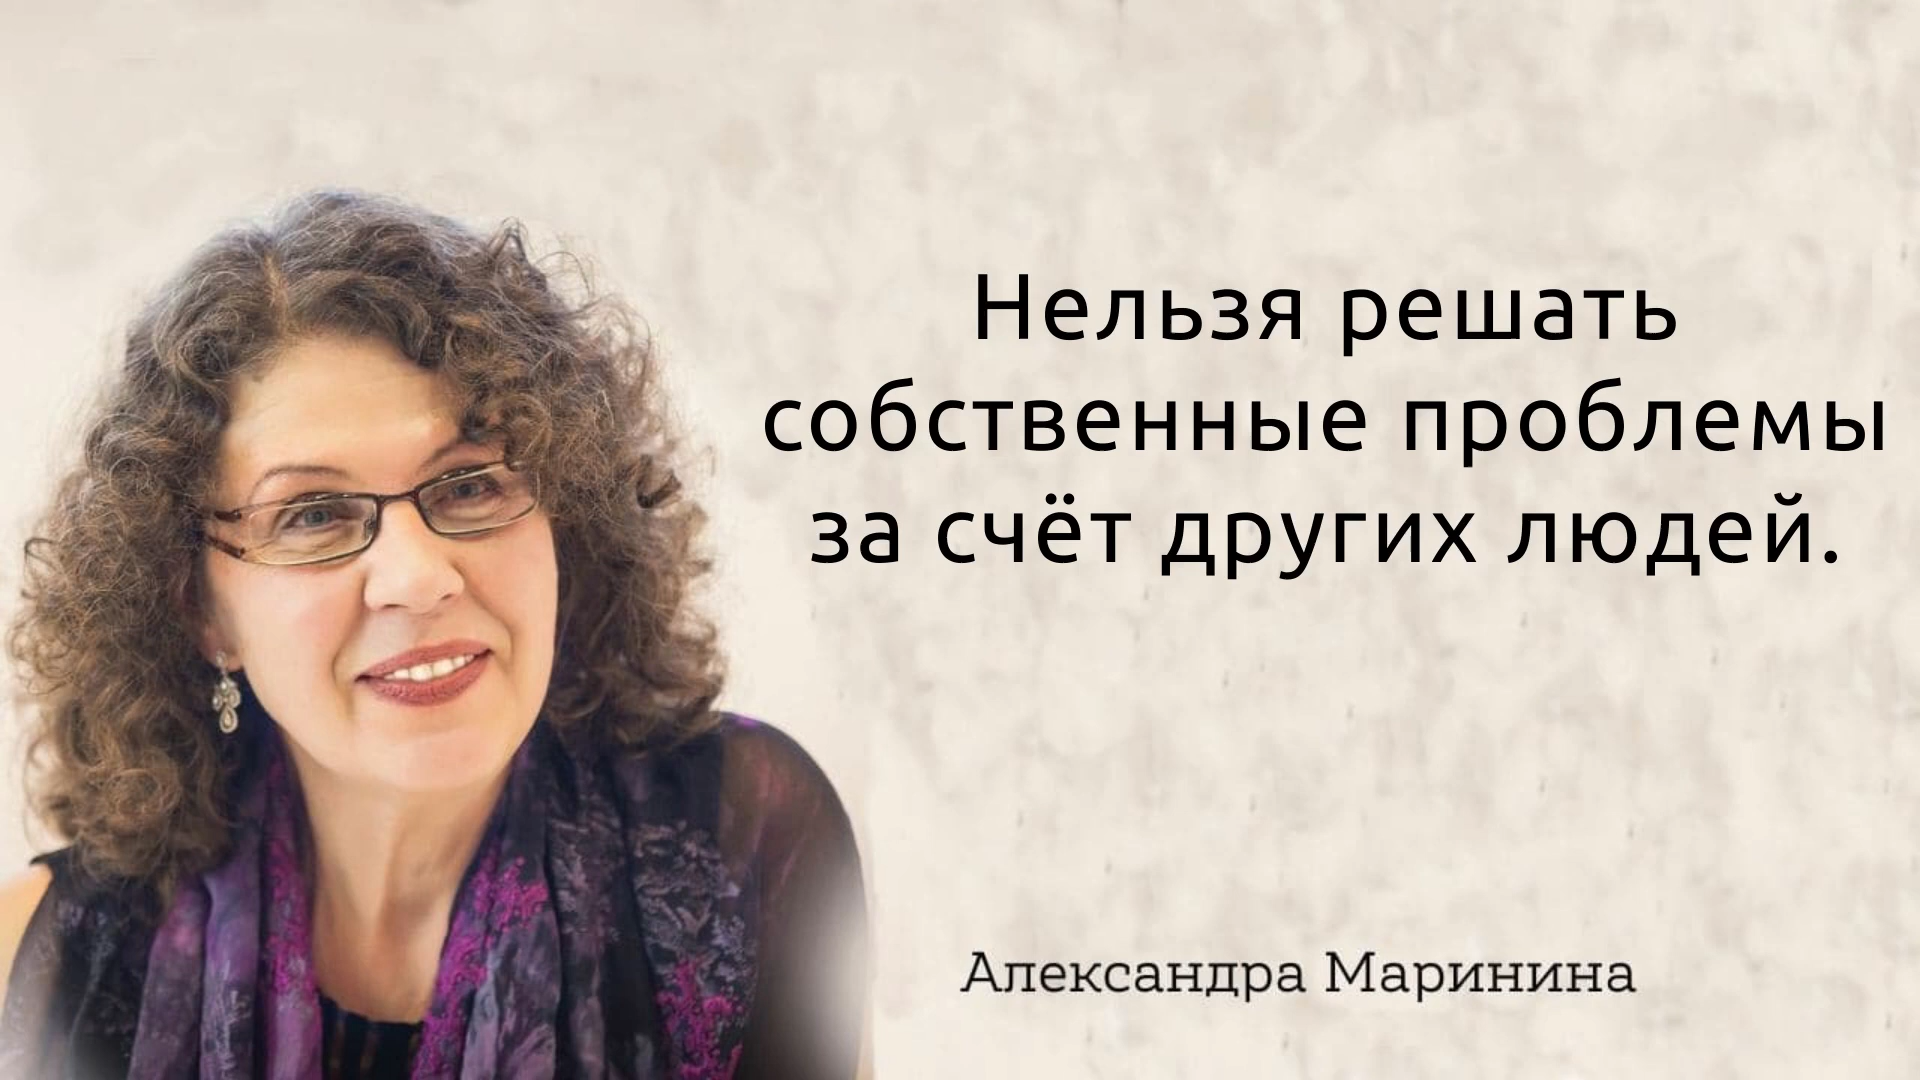 Нельзя решать
собственные проблемы
за счёт других людей.
Александра Маринина